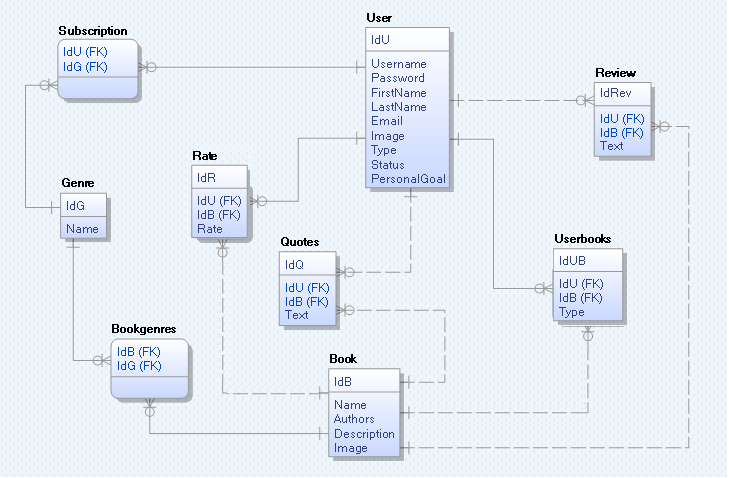 User
IdU
Username
Password
FirstName
LastName
Email
Image
Type
Status
PersonalGoal
Subscription
IdU (FK)
IdG (FK)
Review
IdRev
IdU (FK)
IdB (FK)
Text
Rate
IdR
IdU (FK)
IdB (FK)
Rate
Genre
IdG
Name
Quotes
IdQ
IdU (FK)
IdB (FK)
Text
Userbooks
IdUB
IdU (FK)
IdB (FK)
Type
Bookgenres
IdB (FK)
IdG (FK)
Book
IdB
Name
Authors
Description
Image